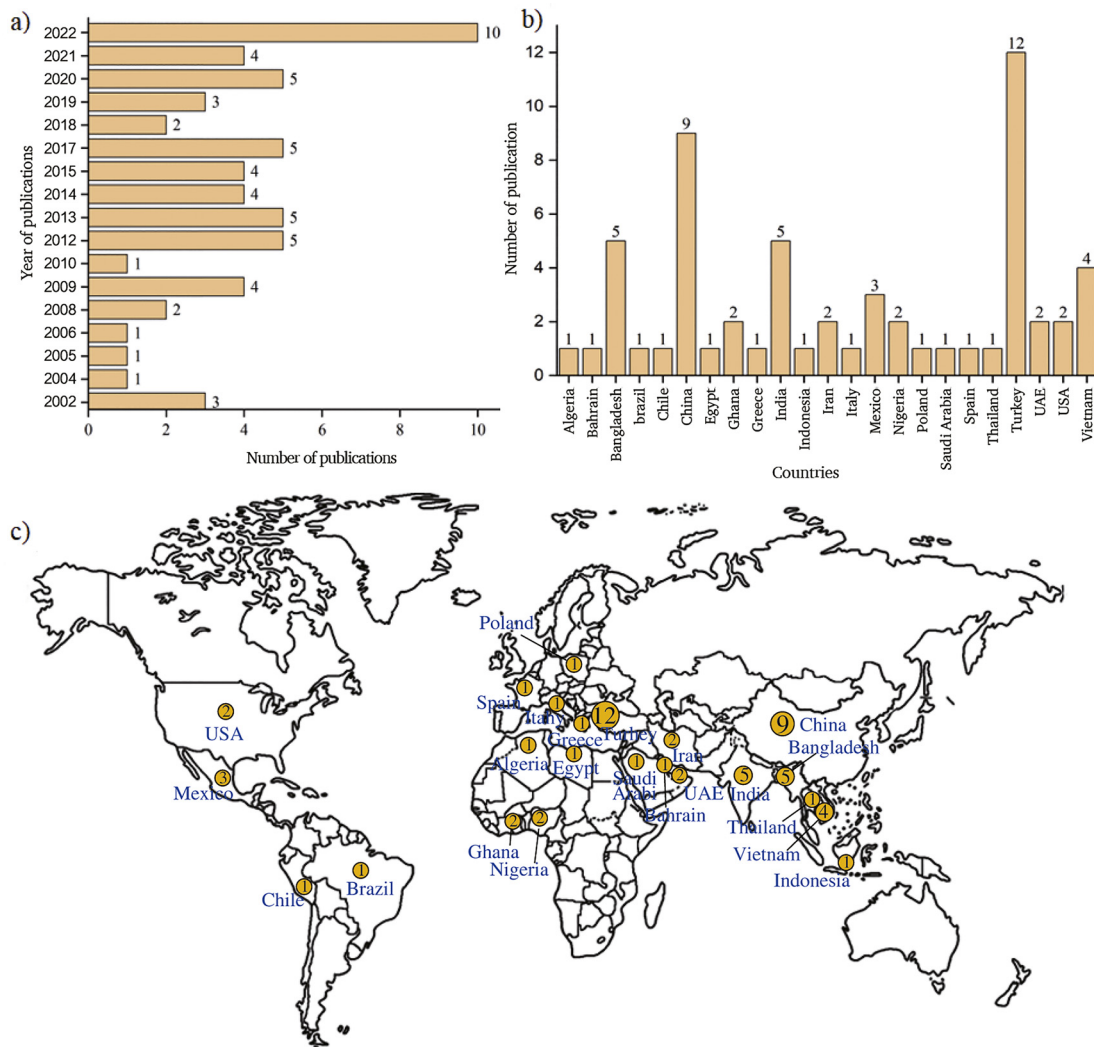 a)
Year of publications
2022 10
2021 4
2020 5
2019 3
2018 2
2017 5
2015 4
2014 4
2013 5
2012 5
2010 1
2009 4
2008 2
2006 1
2005 1
2004 1
2002 3
0 2 4 6 8 10
Number of publications
b)
Number of publication
12
10
8
6
4
2
0
1 1 5 1 1 9 1 2 1 5 1 2 1 3 2 1 1 1 1 12 2 2 4
Algeria
Bahrain
Bangladesh
brazil
Chile
China
Egypt
Ghana
Greece
India
Indonesia
Iran
Italy
Mexico
Nigeria
Poland
Saudi Arabia
Spain
Thailand
Turkey
UAE
USA
Vietnam
Countries
c)
Poland
1
1
Spain
1
Itany
1
Greece
12
Turkey
2
USA
3
Mexico
1
Algeria
1
Egypt
1
Saudi
Arabi
2
Iran
1
Bahrain
2
UAE
5
India
9
China
Bangladesh
5
1
Thailand
4
Vietnam
1
Indonesia
2
Ghana
2
Nigeria
1
Brazil
1
Chile